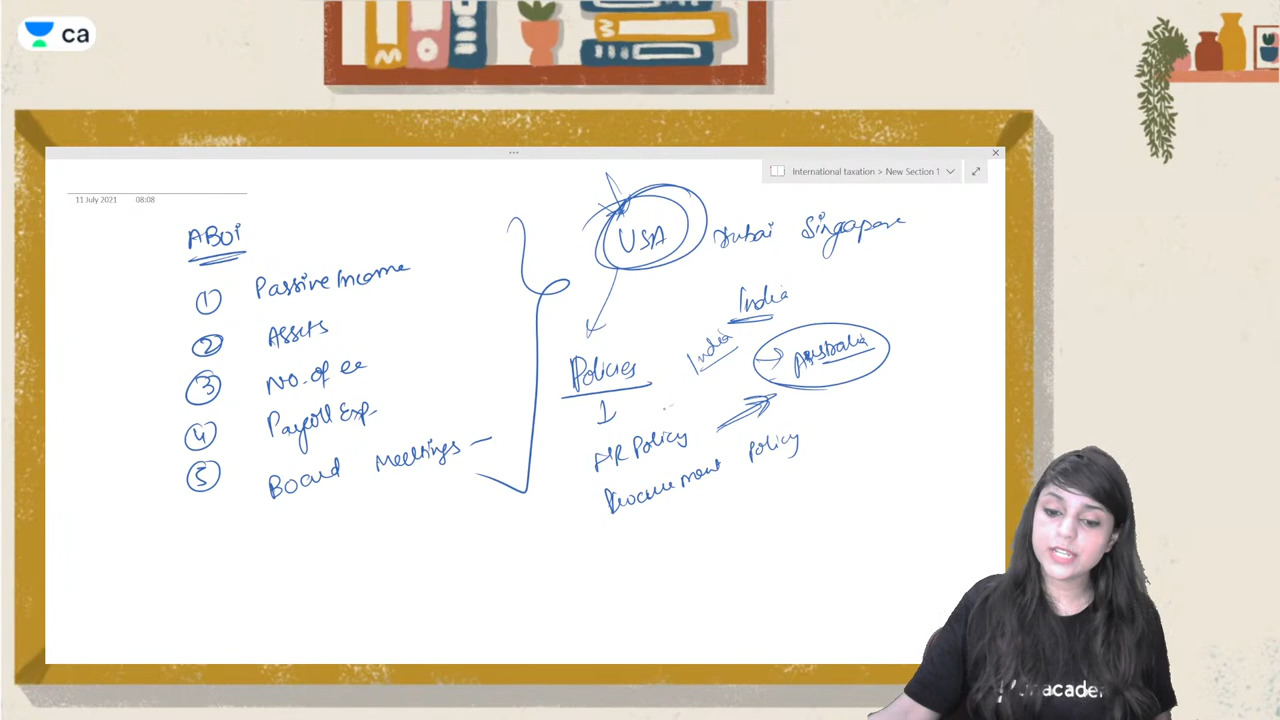 ca
International taxation > New Section 1
11 July 2021 08:08
ABOI
① Passive Income
② Assets
③ No. of ee
④ Payroll Exp
⑤ Board Meetings -
USA Dubai Singapore
India
India
→ Australia
Policies
1
HR Policy
Procurement Policy
unacade